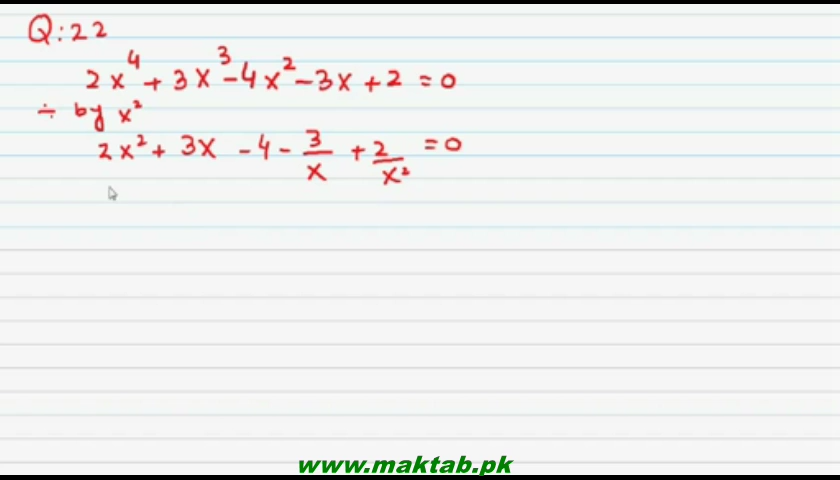 Q:22
2x⁴ + 3x³ - 4x² - 3x + 2 = 0
÷ by x²
2x² + 3x - 4 - 3/x + 2/x² = 0
www.maktab.pk